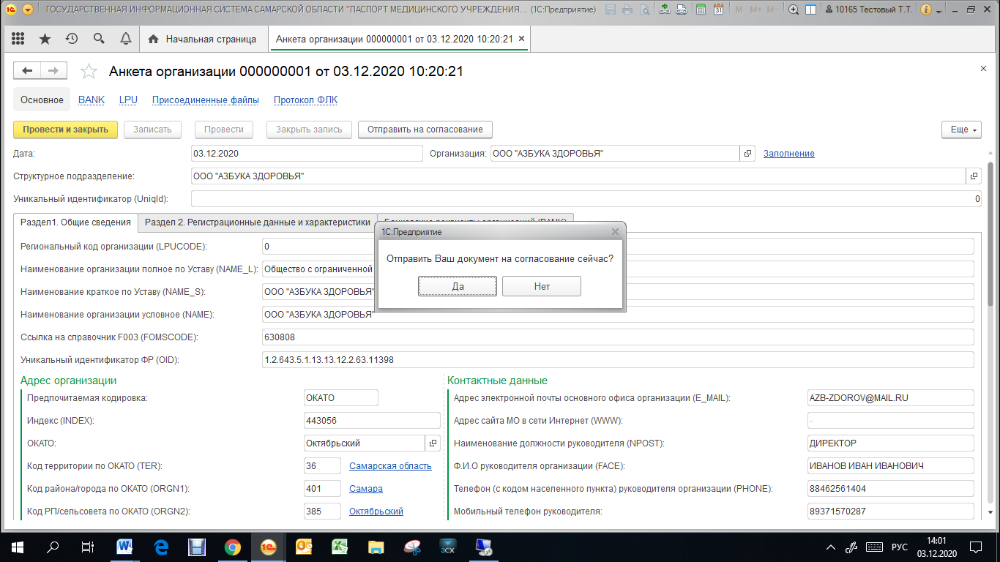 ГОСУДАРСТВЕННАЯ ИНФОРМАЦИОННАЯ СИСТЕМА САМАРСКОЙ ОБЛАСТИ "ПАСПОРТ МЕДИЦИНСКОГО УЧРЕЖДЕНИЯ... (1С:Предприятие) M M+ M- 10165 Тестовый Т.Т.
Начальная страница Анкета организации 000000001 от 03.12.2020 10:20:21
Анкета организации 000000001 от 03.12.2020 10:20:21
Основное BANK LPU Присоединенные файлы Протокол ФЛК
Провести и закрыть Записать Провести Закрыть запись Отправить на согласование Еще
Дата: 03.12.2020 Организация: ООО "АЗБУКА ЗДОРОВЬЯ" Заполнение
Структурное подразделение: ООО "АЗБУКА ЗДОРОВЬЯ"
Уникальный идентификатор (UniqId): 0
Раздел1. Общие сведения Раздел 2. Регистрационные данные и характеристики
1С:Предприятие
Отправить Ваш документ на согласование сейчас?
Да Нет
Региональный код организации (LPUCODE): 0
Наименование организации полное по Уставу (NAME_L): Общество с ограниченной
Наименование краткое по Уставу (NAME_S): ООО "АЗБУКА ЗДОРОВЬЯ"
Наименование организации условное (NAME): ООО "АЗБУКА ЗДОРОВЬЯ"
Ссылка на справочник F003 (FOMSCODE): 630808
Уникальный идентификатор ФР (OID): 1.2.643.5.1.13.13.12.2.63.11398
Адрес организации Контактные данные
Предпочитаемая кодировка: ОКАТО Адрес электронной почты основного офиса организации (E_MAIL): AZB-ZDOROV@MAIL.RU
Индекс (INDEX): 443056 Адрес сайта МО в сети Интернет (WWW): -
ОКАТО: Октябрьский Наименование должности руководителя (NPOST): ДИРЕКТОР
Код территории по ОКАТО (TER): 36 Самарская область Ф.И.О руководителя организации (FACE): ИВАНОВ ИВАН ИВАНОВИЧ
Код района/города по ОКАТО (ORGN1): 401 Самара Телефон (с кодом населенного пункта) руководителя организации (PHONE): 88462561404
Код РП/сельсовета по ОКАТО (ORGN2): 385 Октябрьский Мобильный телефон руководителя: 89371570287
РУС 14:01
03.12.2020